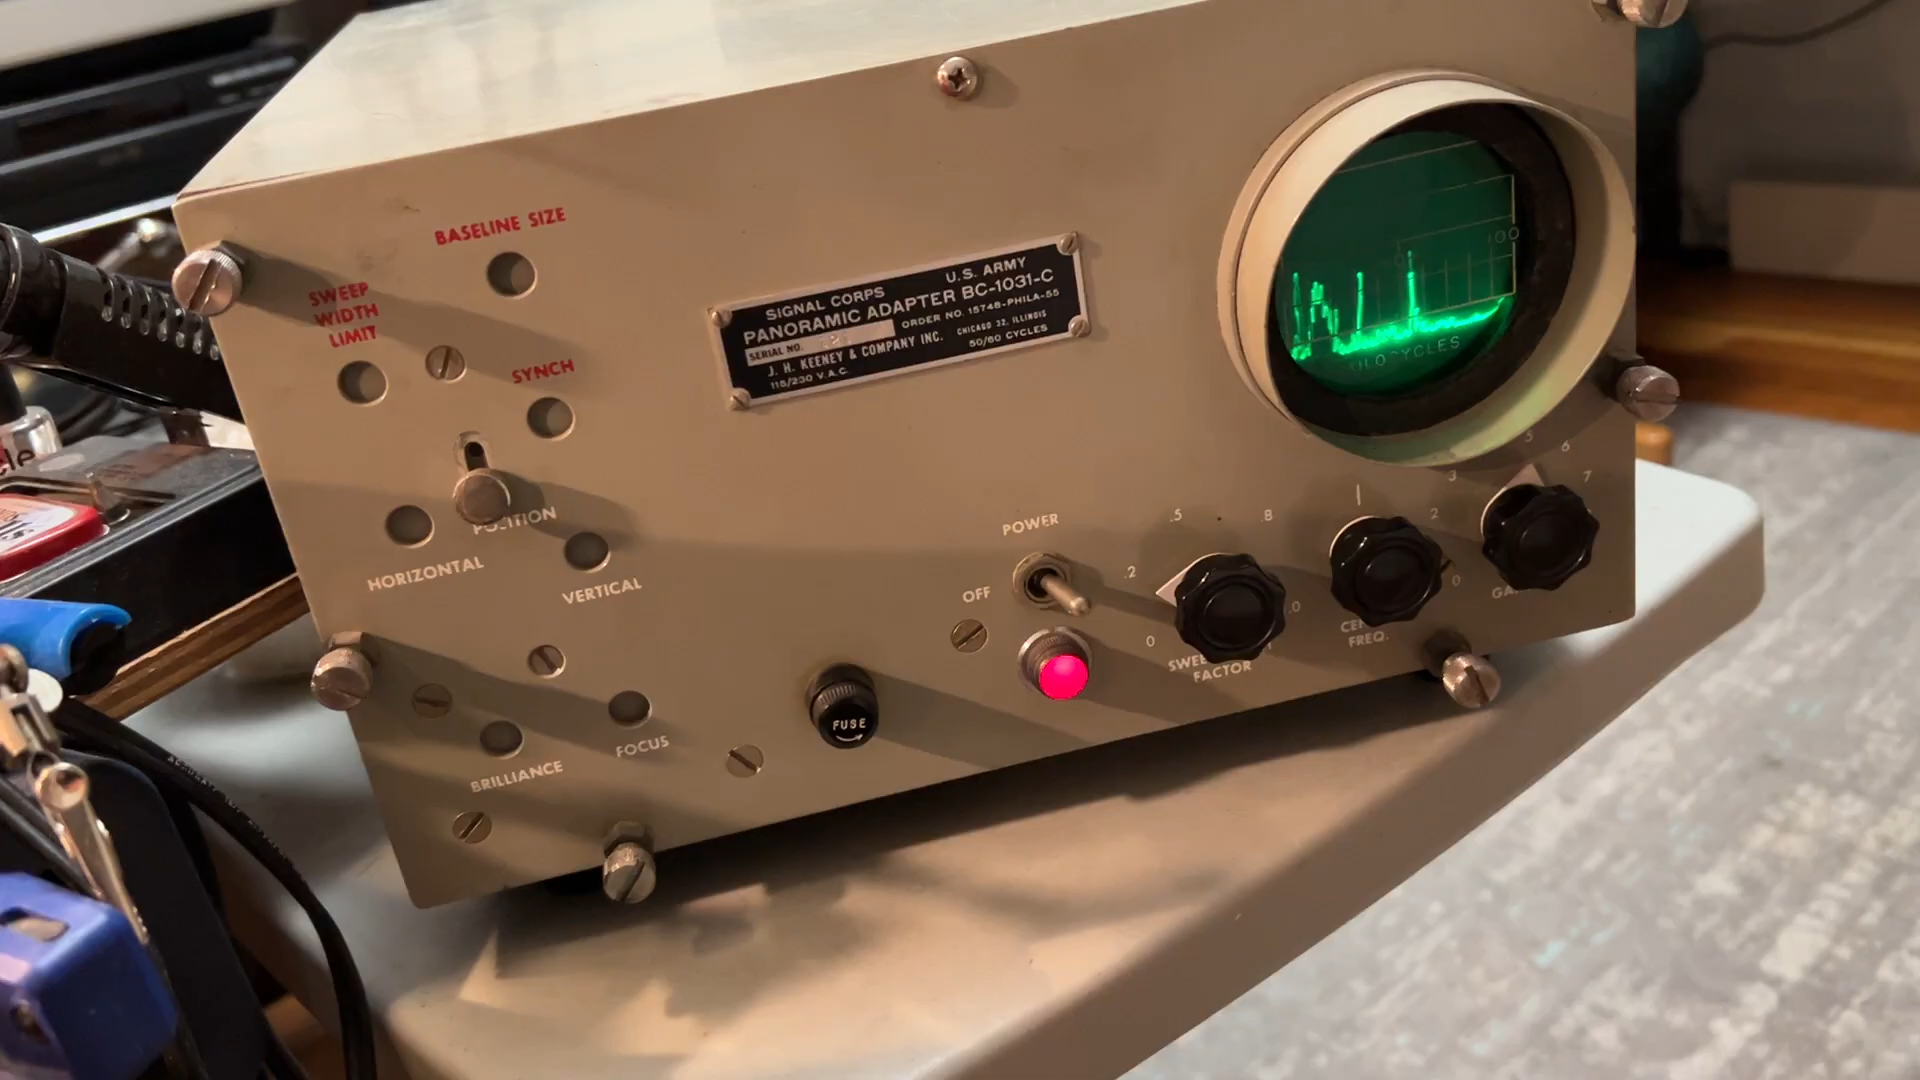 BASELINE SIZE
SWEEP
WIDTH
LIMIT
SYNCH
POSITION
HORIZONTAL
VERTICAL
BRILLIANCE
FOCUS
SIGNAL CORPS U.S. ARMY
PANORAMIC ADAPTER BC-1031-C
SERIAL NO. ORDER NO. 15748-PHILA-55
J. H. KEENEY & COMPANY INC. CHICAGO 32, ILLINOIS
115/230 V.A.C. 50/60 CYCLES
100
FUSE
POWER
OFF
0
.2
.5
.8
FACTOR
FREQ.
2
0
3
5
6
7